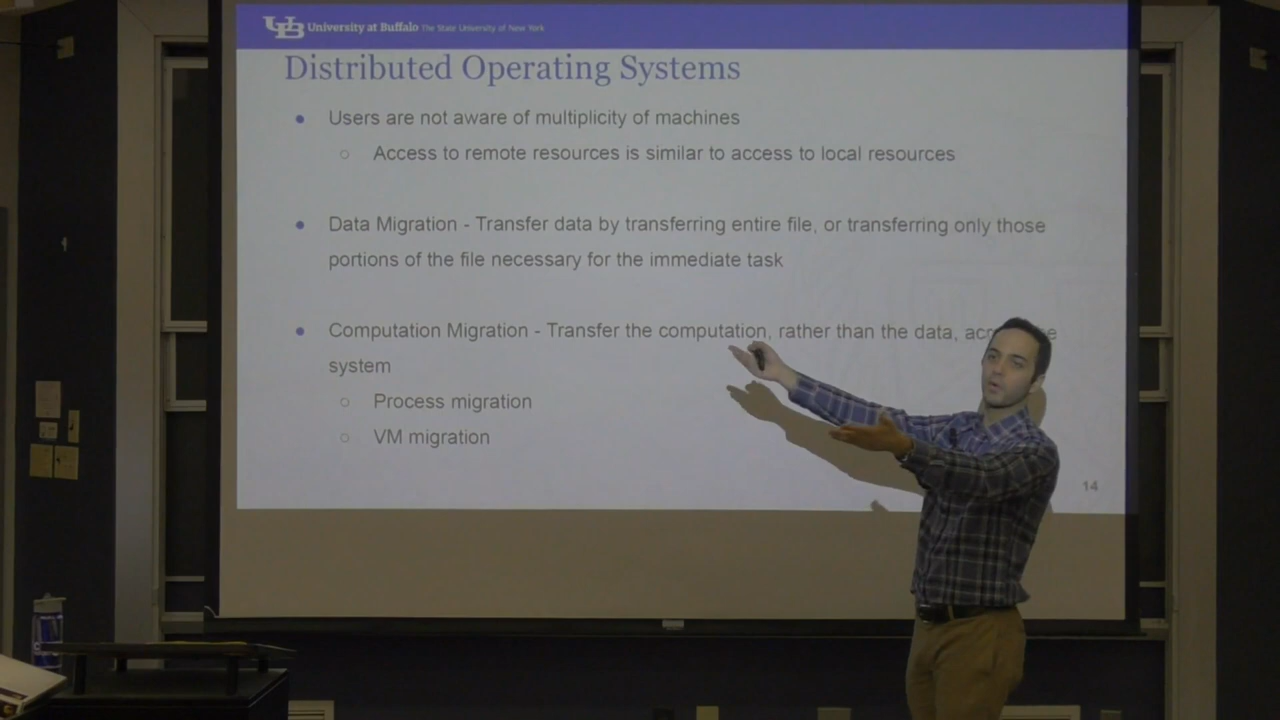 UB University at Buffalo The State University of New York
Distributed Operating Systems
● Users are not aware of multiplicity of machines
○ Access to remote resources is similar to access to local resources
● Data Migration - Transfer data by transferring entire file, or transferring only those
portions of the file necessary for the immediate task
● Computation Migration - Transfer the computation, rather than the data,
system
○ Process migration
○ VM migration
14